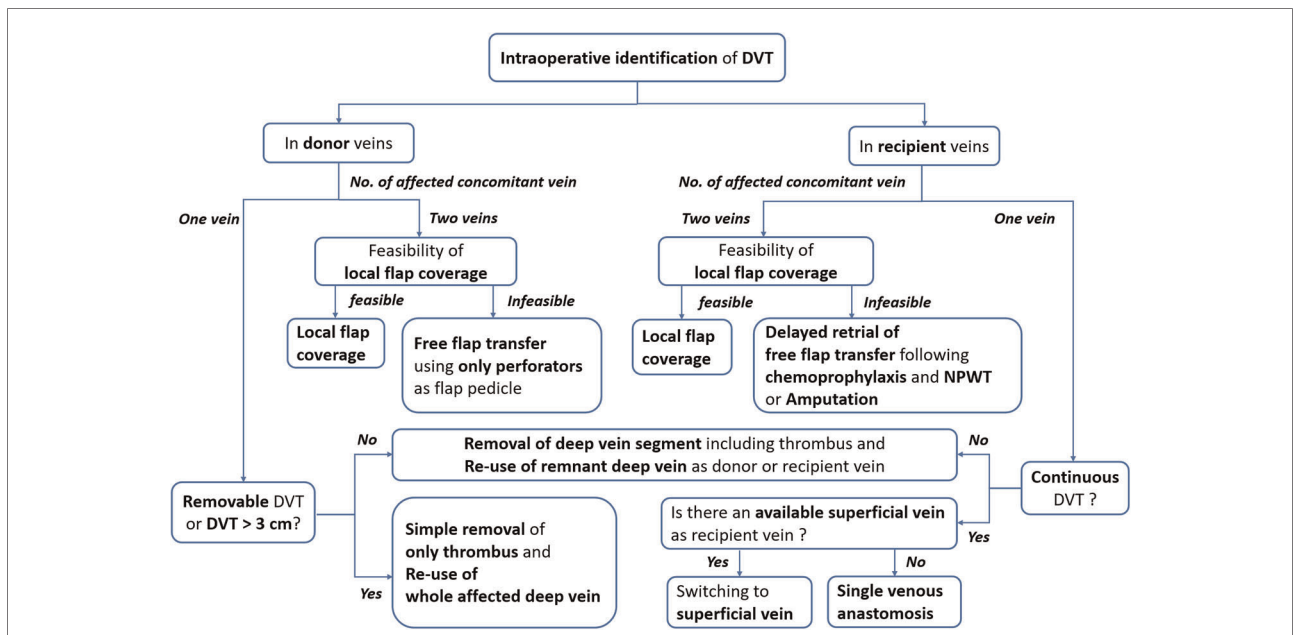 Intraoperative identification of DVT
In donor veins
In recipient veins
No. of affected concomitant vein
No. of affected concomitant vein
One vein
Two veins
Two veins
One vein
Feasibility of
local flap coverage
Feasibility of
local flap coverage
feasible
Infeasible
feasible
Infeasible
Local flap
coverage
Free flap transfer
using only perforators
as flap pedicle
Local flap
coverage
Delayed retrial of
free flap transfer following
chemoprophylaxis and NPWT
or Amputation
No
Removal of deep vein segment including thrombus and
Re-use of remnant deep vein as donor or recipient vein
No
Removable DVT
or DVT > 3 cm?
Continuous
DVT ?
Simple removal of
only thrombus and
Re-use of
whole affected deep vein
Yes
Is there an available superficial vein
as recipient vein ?
Yes
Yes
No
Switching to
superficial vein
Single venous
anastomosis